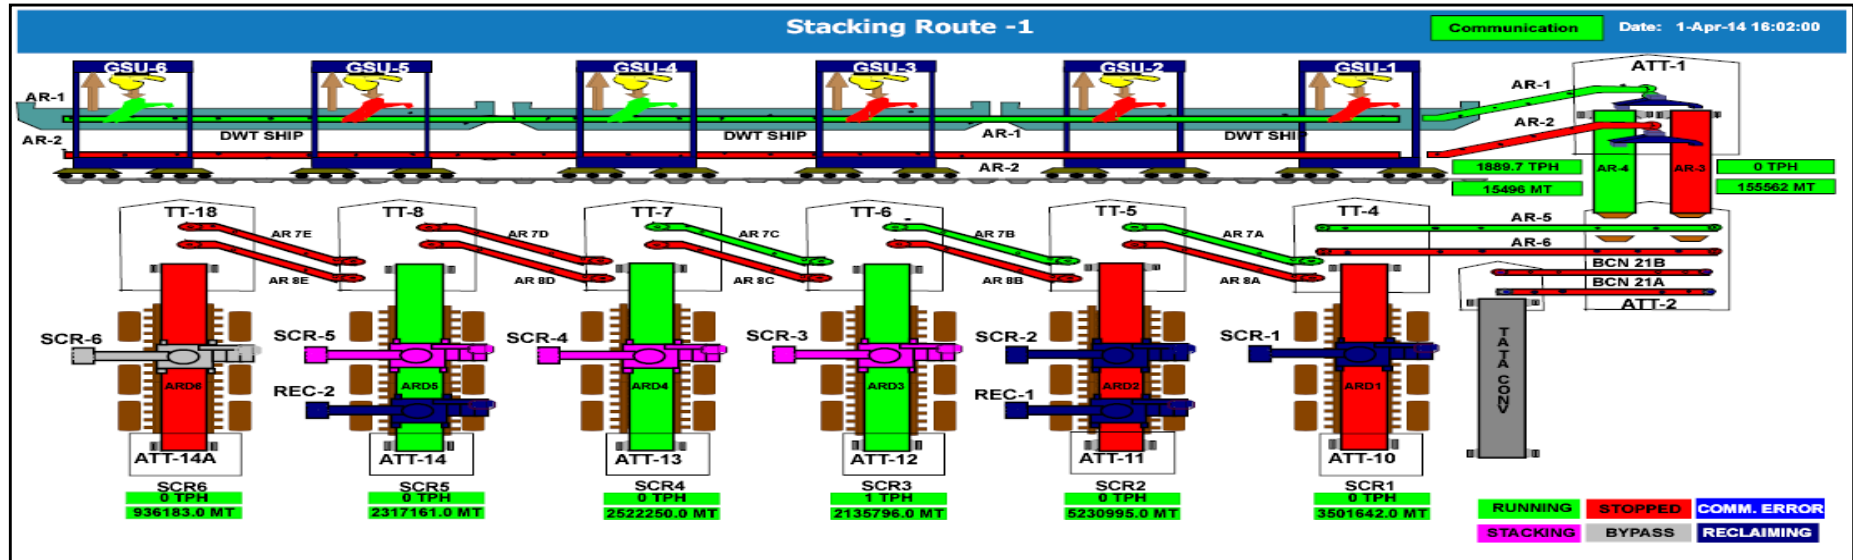 Stacking Route -1
Communication
Date: 1-Apr-14 16:02:00
GSU-6 GSU-5 GSU-4 GSU-3 GSU-2 GSU-1 ATT-1
AR-1 AR-1
AR-2 DWT SHIP DWT SHIP AR-1 DWT SHIP AR-2
AR-2
1889.7 TPH AR-4 AR-3 0 TPH
15496 MT 155562 MT
TT-18 TT-8 TT-7 TT-6 TT-5 TT-4 AR-5
AR 7E AR 7D AR 7C AR 7B AR 7A AR-6
BCN 21B
AR 8E AR 8D AR 8C AR 8B AR 8A BCN 21A
ATT-2
SCR-6 SCR-5 SCR-4 SCR-3 SCR-2 SCR-1 TATA CONV
ARD6 ARD5 ARD4 ARD3 ARD2 ARD1
REC-2 REC-1
ATT-14A ATT-14 ATT-13 ATT-12 ATT-11 ATT-10
SCR6 SCR5 SCR4 SCR3 SCR2 SCR1
0 TPH 0 TPH 0 TPH 1 TPH 0 TPH 0 TPH
936183.0 MT 2317161.0 MT 2522250.0 MT 2135796.0 MT 5230995.0 MT 3501642.0 MT
RUNNING STOPPED COMM. ERROR
STACKING BYPASS RECLAIMING